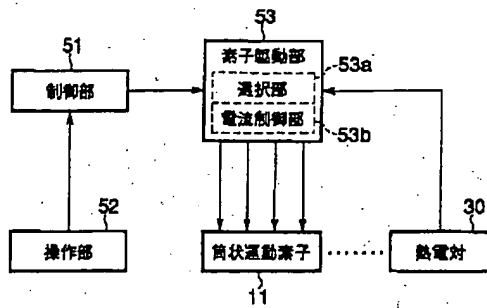 51
制御部
53
素子駆動部
53a
選択部
電流制御部
53b
52
操作部
筒状運動素子
11
30
熱電対